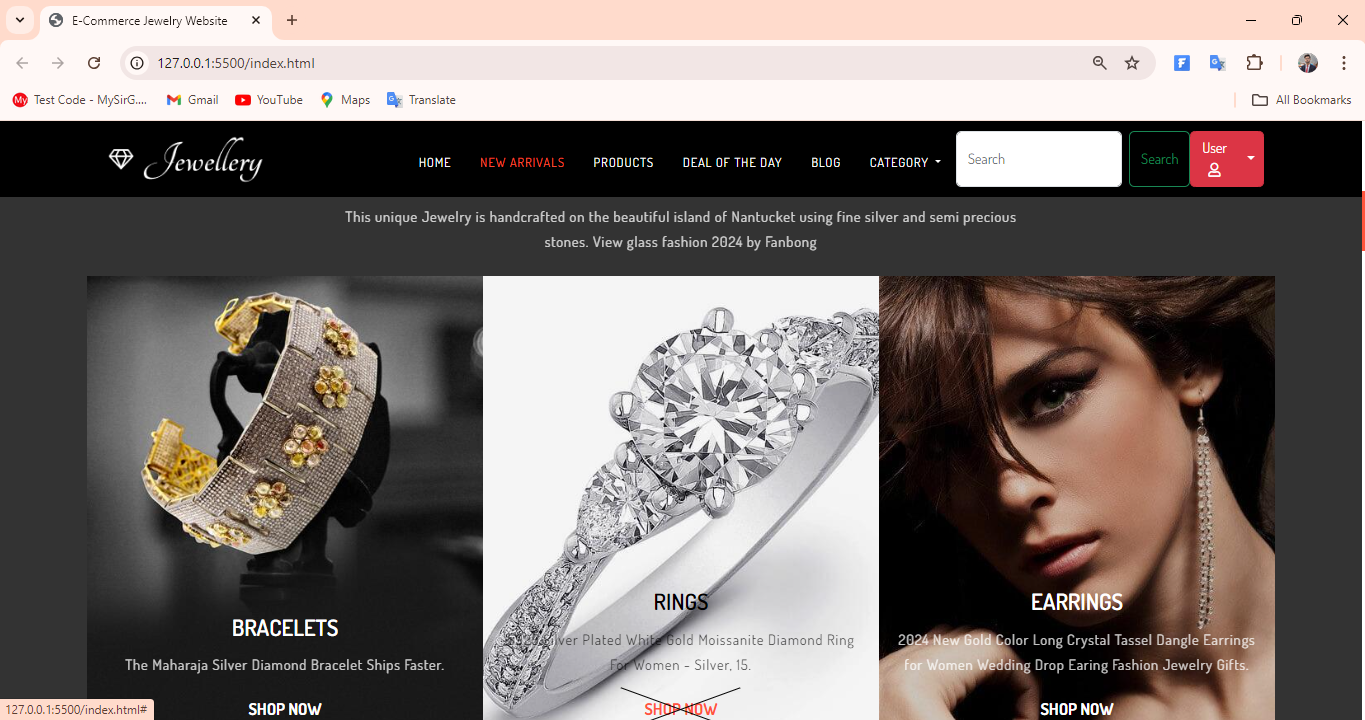 E-Commerce Jewelry Website
127.0.0.1:5500/index.html
My Test Code - MySirG.... Gmail YouTube Maps Translate All Bookmarks
Jewellery HOME NEW ARRIVALS PRODUCTS DEAL OF THE DAY BLOG CATEGORY Search Search User
This unique Jewelry is handcrafted on the beautiful island of Nantucket using fine silver and semi precious
stones. View glass fashion 2024 by Fanbong
BRACELETS
The Maharaja Silver Diamond Bracelet Ships Faster.
SHOP NOW
RINGS
Silver Plated White Gold Moissanite Diamond Ring
For Women - Silver, 15.
SHOP NOW
EARRINGS
2024 New Gold Color Long Crystal Tassel Dangle Earrings
for Women Wedding Drop Earing Fashion Jewelry Gifts.
SHOP NOW
127.0.0.1:5500/index.html#